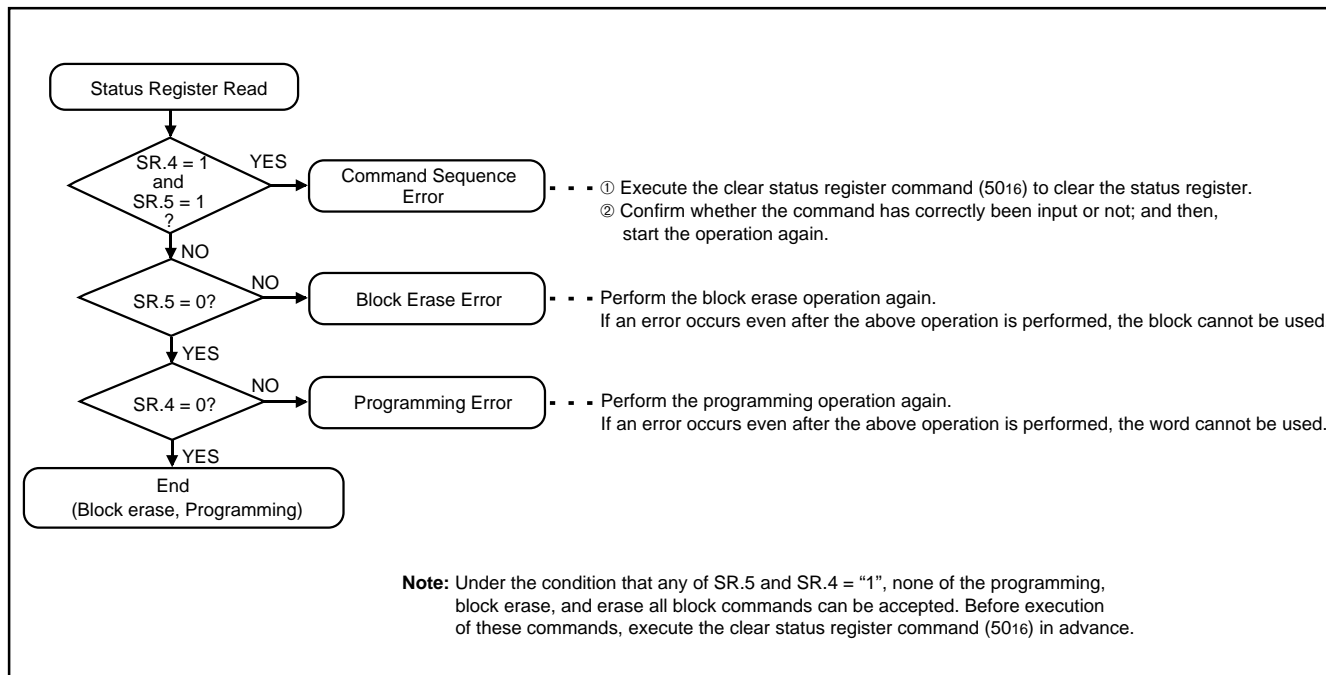 Status Register Read
SR.4 = 1
and
SR.5 = 1
?
YES
Command Sequence
Error
① Execute the clear status register command (5016) to clear the status register.
② Confirm whether the command has correctly been input or not; and then,
start the operation again.
NO
SR.5 = 0?
NO
Block Erase Error
Perform the block erase operation again.
If an error occurs even after the above operation is performed, the block cannot be used
YES
SR.4 = 0?
NO
Programming Error
Perform the programming operation again.
If an error occurs even after the above operation is performed, the word cannot be used.
YES
End
(Block erase, Programming)
Note: Under the condition that any of SR.5 and SR.4 = “1”, none of the programming,
block erase, and erase all block commands can be accepted. Before execution
of these commands, execute the clear status register command (5016) in advance.